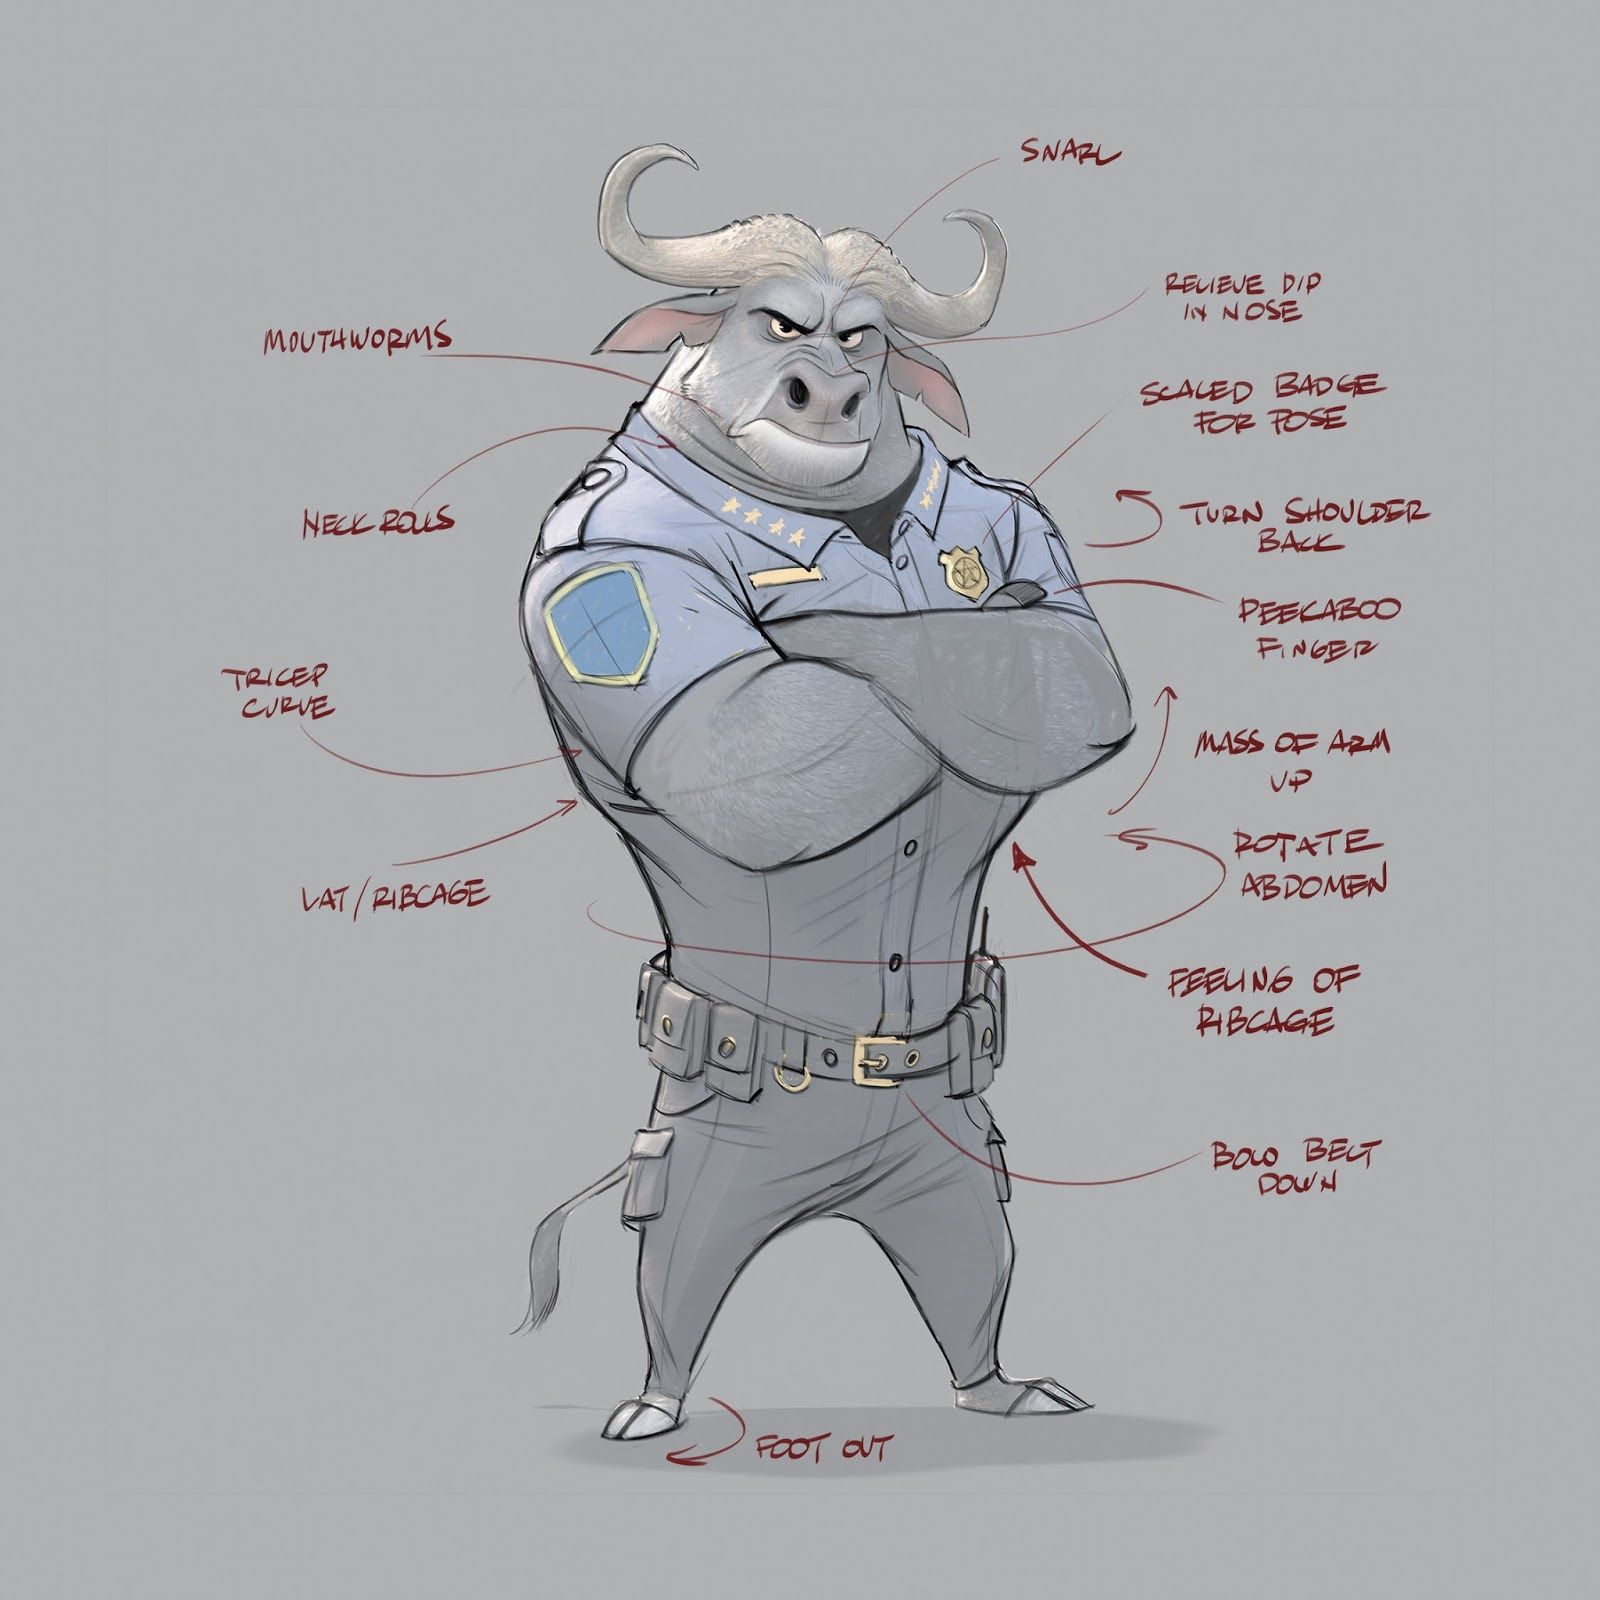 SNARL
RELIEVE DIP
IN NOSE
MOUTHWORMS
SCALED BADGE
FOR POSE
NECK ROLLS
TURN SHOULDER
BACK
PEEKABOO
FINGER
TRICEP
CURVE
MASS OF ARM
UP
ROTATE
ABDOMEN
LAT/RIBCAGE
FEELING OF
RIBCAGE
BOW BELT
DOWN
FOOT OUT